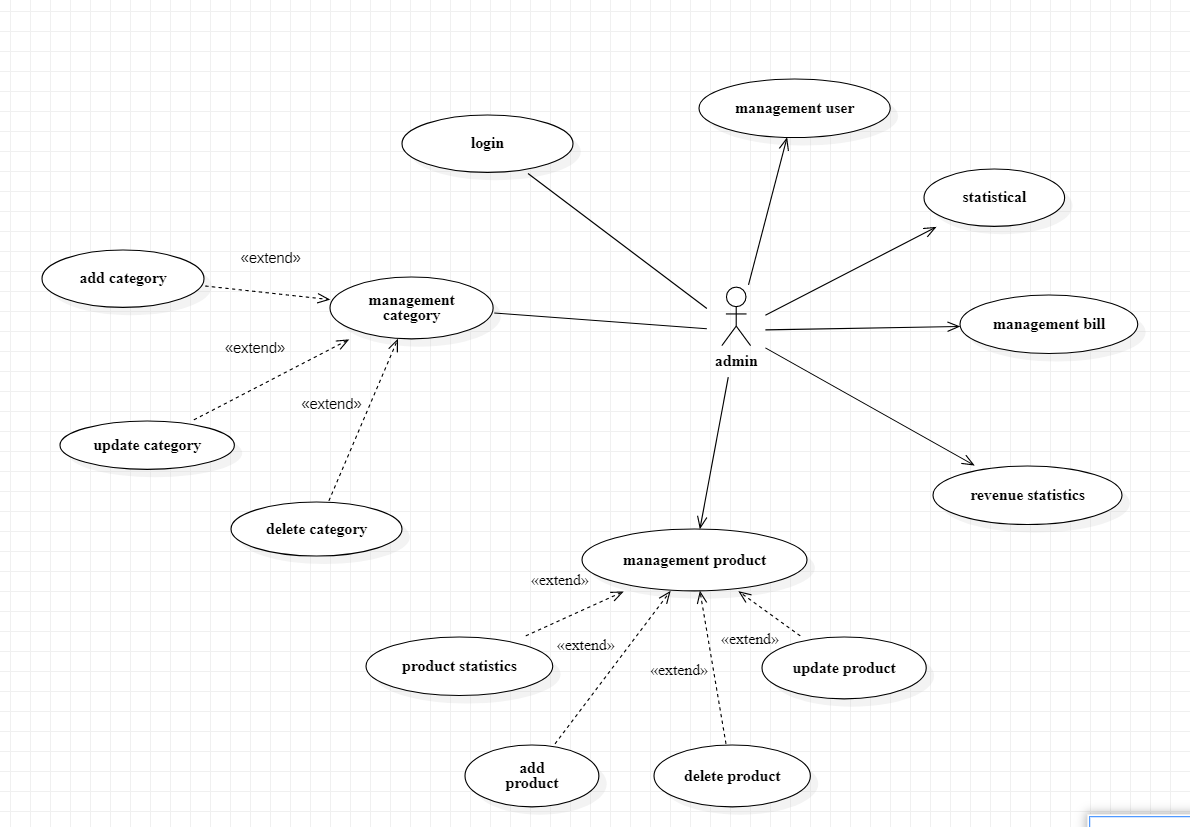 management user
login
statistical
«extend»
add category
management
category
management bill
«extend»
admin
«extend»
update category
revenue statistics
delete category
management product
«extend»
«extend»
«extend»
product statistics
«extend»
update product
add
product
delete product